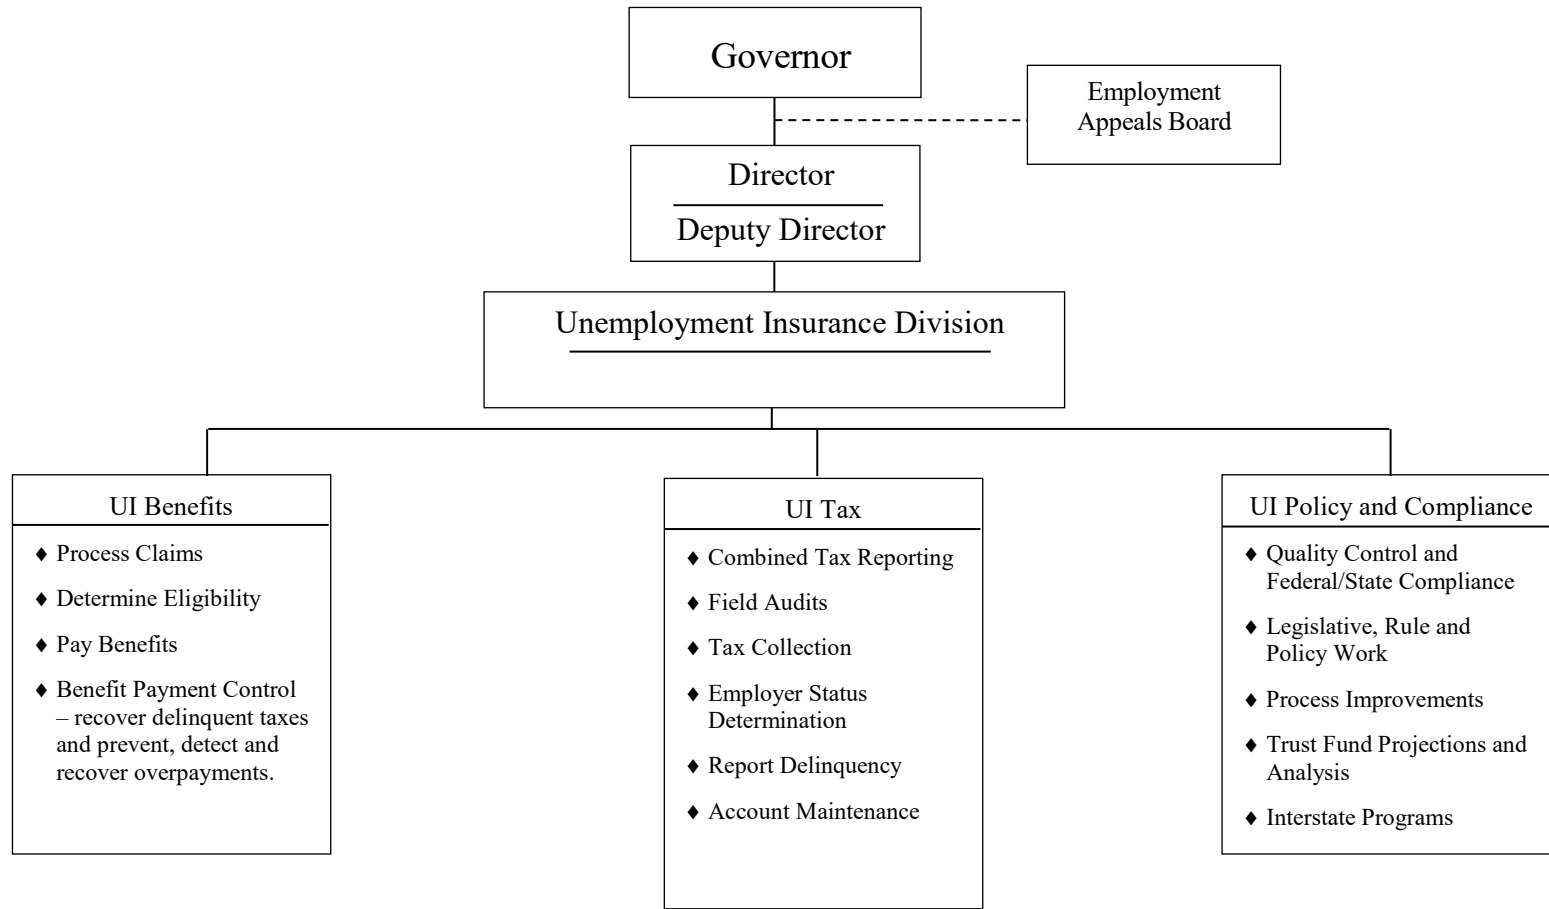 Governor
Employment
Appeals Board
Director
Deputy Director
Unemployment Insurance Division
UI Benefits
♦ Process Claims
♦ Determine Eligibility
♦ Pay Benefits
♦ Benefit Payment Control
– recover delinquent taxes
and prevent, detect and
recover overpayments.
UI Tax
♦ Combined Tax Reporting
♦ Field Audits
♦ Tax Collection
♦ Employer Status
Determination
♦ Report Delinquency
♦ Account Maintenance
UI Policy and Compliance
♦ Quality Control and
Federal/State Compliance
♦ Legislative, Rule and
Policy Work
♦ Process Improvements
♦ Trust Fund Projections and
Analysis
♦ Interstate Programs